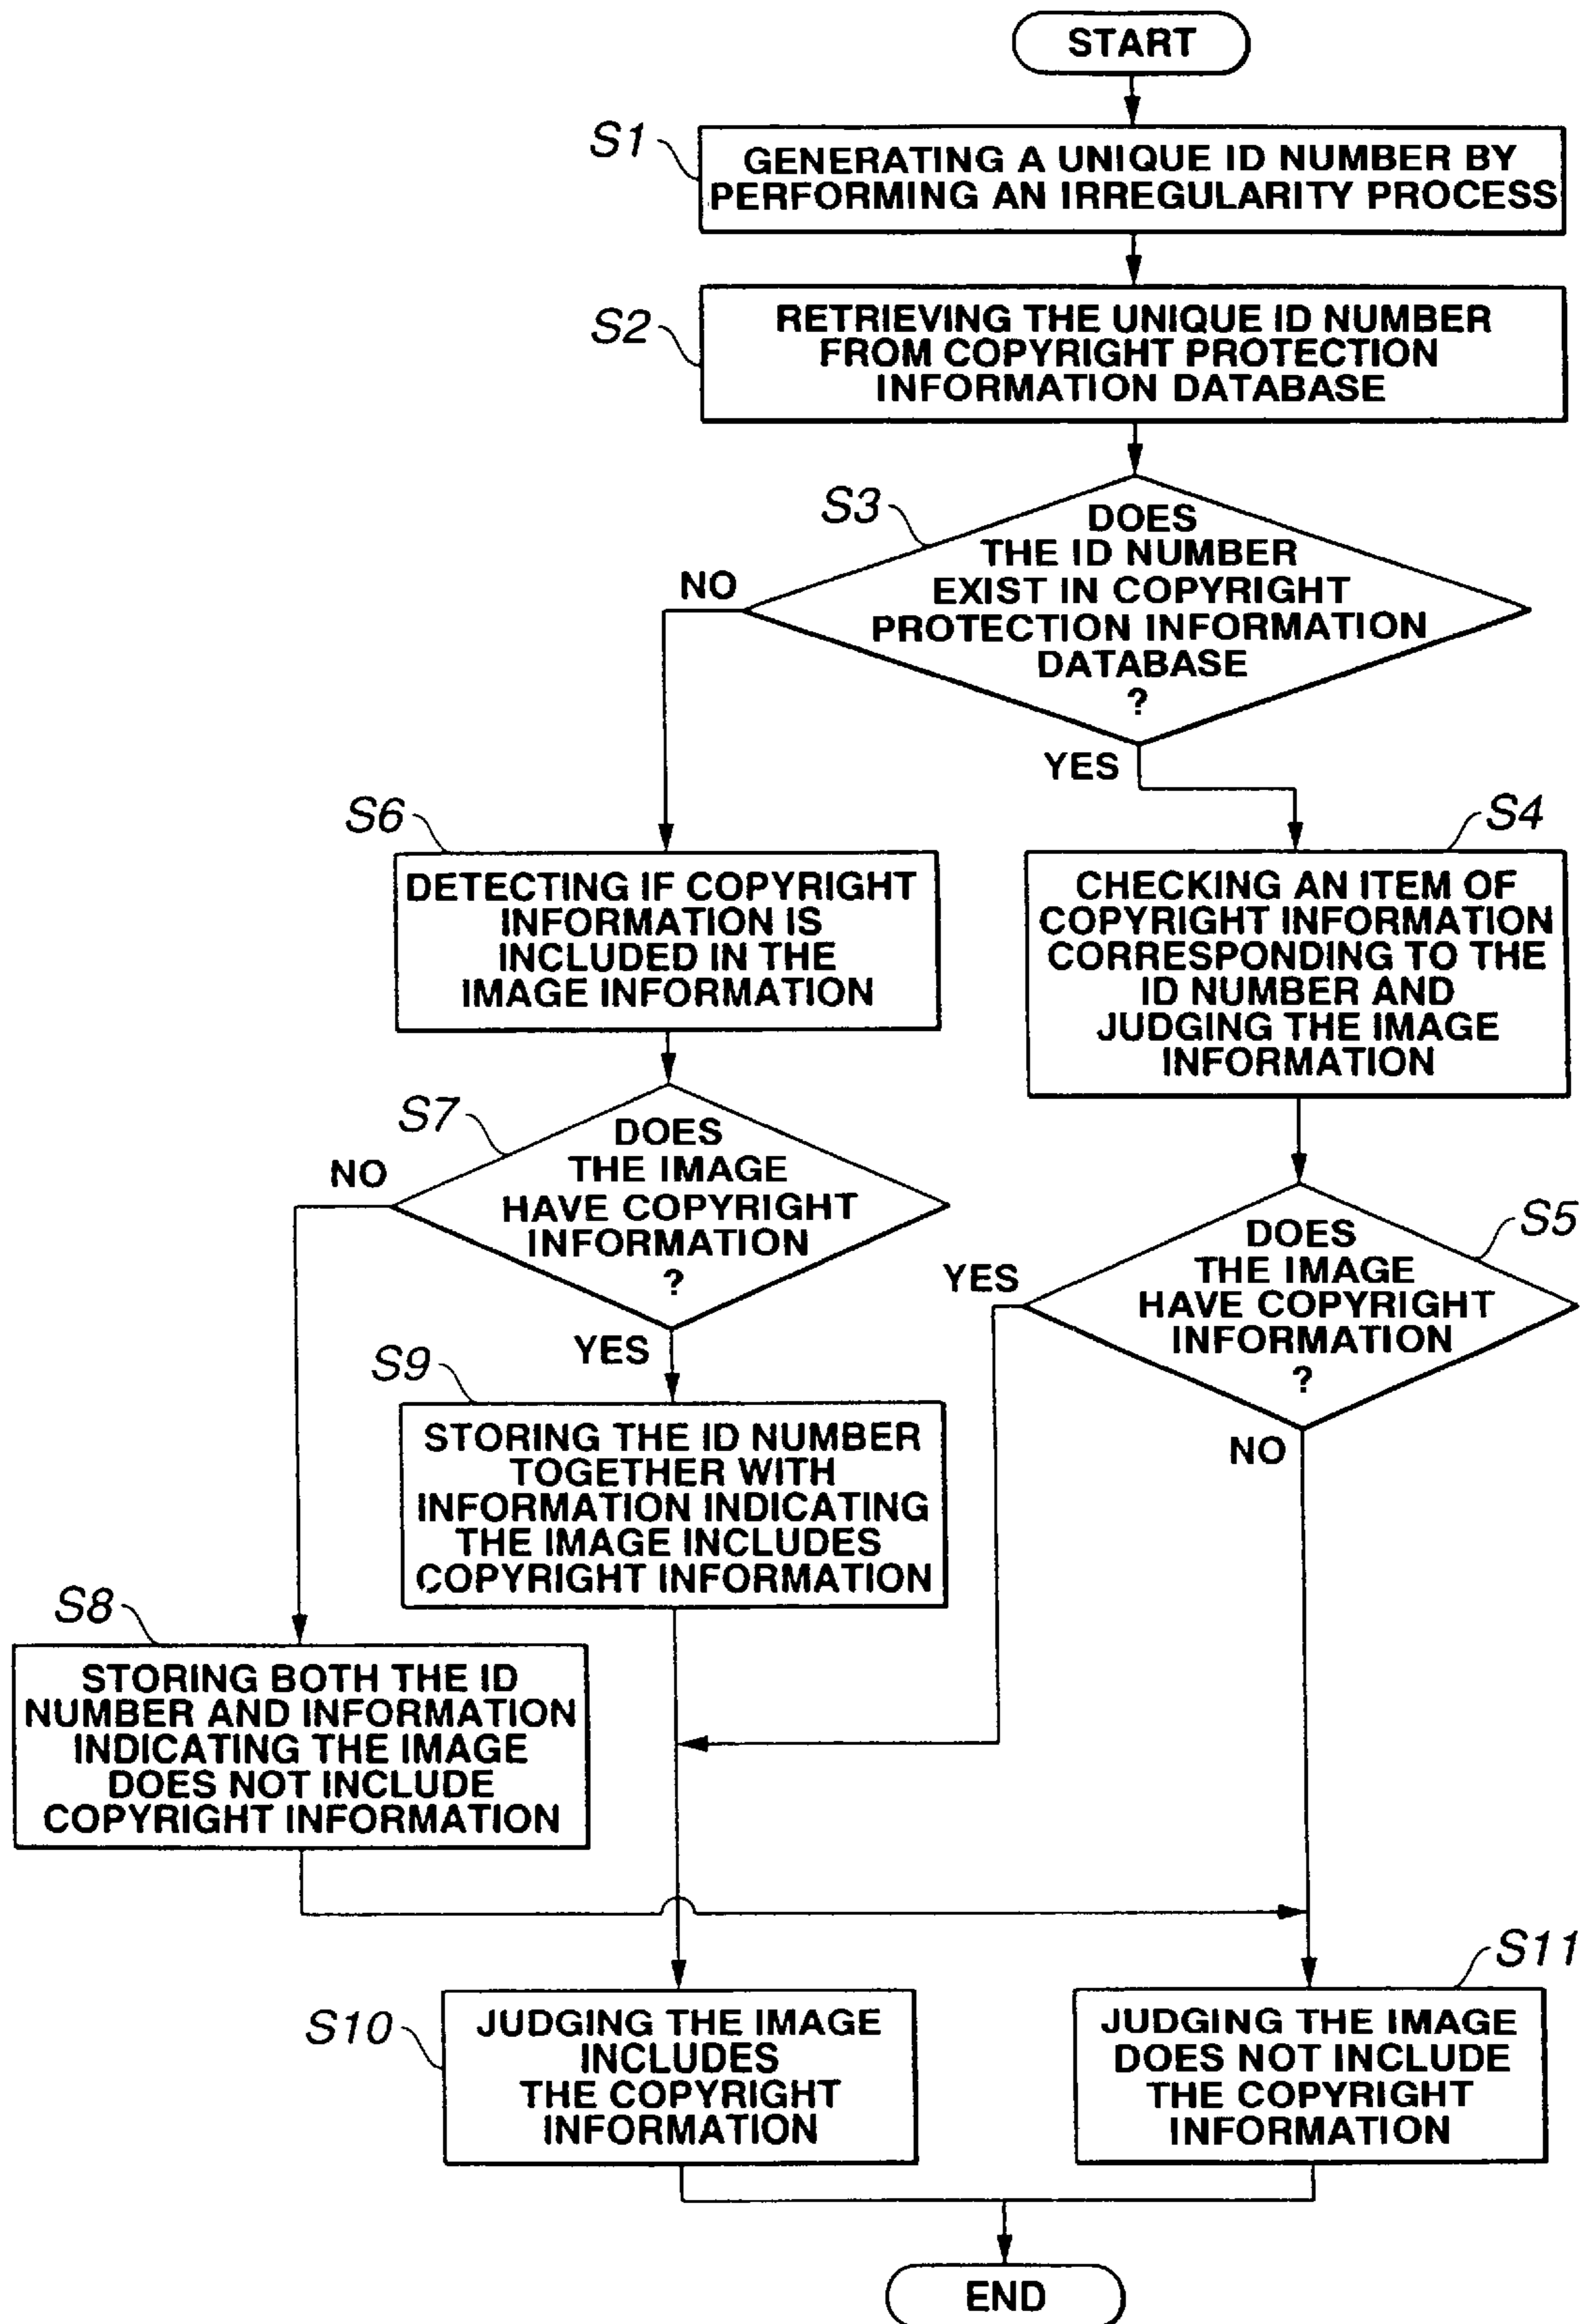 START
S1
GENERATING A UNIQUE ID NUMBER BY
PERFORMING AN IRREGULARITY PROCESS
S2
RETRIEVING THE UNIQUE ID NUMBER
FROM COPYRIGHT PROTECTION
INFORMATION DATABASE
S3
DOES
THE ID NUMBER
EXIST IN COPYRIGHT
PROTECTION INFORMATION
DATABASE
?
NO
YES
S6
DETECTING IF COPYRIGHT
INFORMATION IS
INCLUDED IN THE
IMAGE INFORMATION
S4
CHECKING AN ITEM OF
COPYRIGHT INFORMATION
CORRESPONDING TO THE
ID NUMBER AND
JUDGING THE IMAGE
INFORMATION
S7
DOES
THE IMAGE
HAVE COPYRIGHT
INFORMATION
?
NO
YES
S5
DOES
THE IMAGE
HAVE COPYRIGHT
INFORMATION
?
YES
NO
S9
STORING THE ID NUMBER
TOGETHER WITH
INFORMATION INDICATING
THE IMAGE INCLUDES
COPYRIGHT INFORMATION
S8
STORING BOTH THE ID
NUMBER AND INFORMATION
INDICATING THE IMAGE
DOES NOT INCLUDE
COPYRIGHT INFORMATION
S10
JUDGING THE IMAGE
INCLUDES
THE COPYRIGHT
INFORMATION
S11
JUDGING THE IMAGE
DOES NOT INCLUDE
THE COPYRIGHT
INFORMATION
END